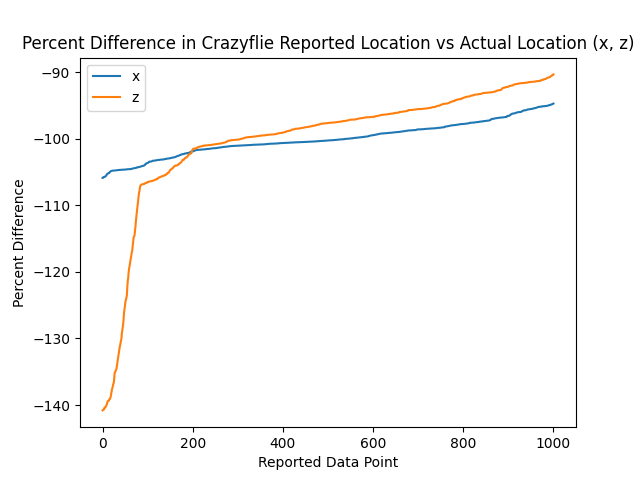 Percent Difference in Crazyflie Reported Location vs Actual Location (x, z)
x
z
−90
−100
−110
−120
−130
−140
Percent Difference
0 200 400 600 800 1000
Reported Data Point